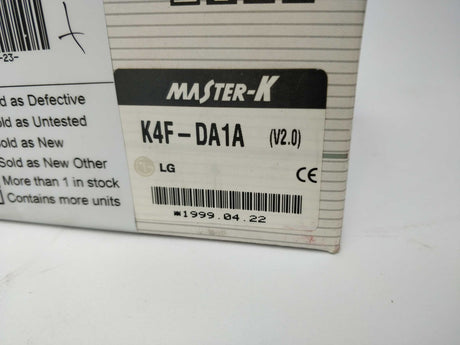 -23-
d as Defective
old as Untested
old as New
Sold as New Other
More than 1 in stock
Contains more units
MASTER-K
K4F-DA1A (V2.0)
LG
CE
*1999.04.22